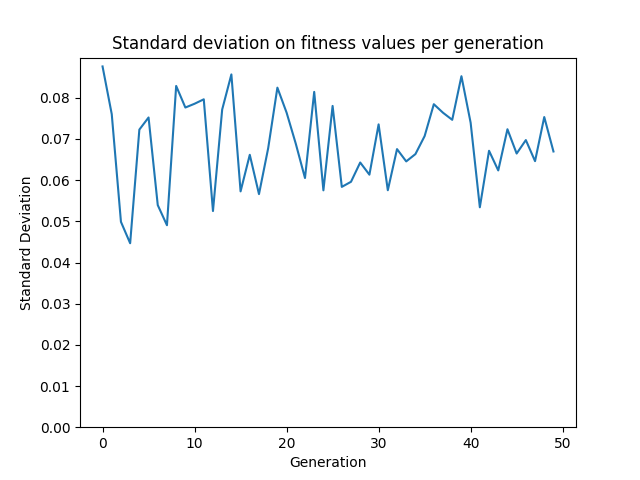 Standard deviation on fitness values per generation
0.08
0.07
0.06
0.05
0.04
0.03
0.02
0.01
0.00
Standard Deviation
0 10 20 30 40 50
Generation